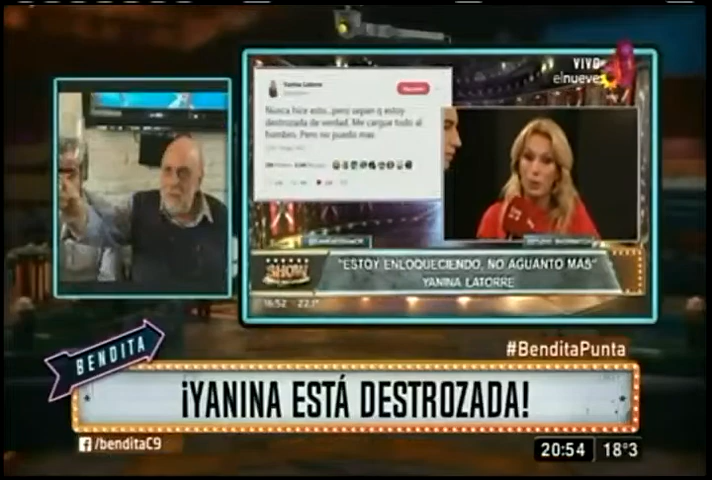 VIVO
elnueve
Yanina Latorre
Nunca hice esto...pero sepan q estoy
destrozada de verdad. Me cargue todo al
hombro. Pero no puedo mas
SHOW
"ESTOY ENLOQUECIENDO, NO AGUANTO MÁS"
YANINA LATORRE
16:52 22.1°
#BenditaPunta
BENDITA
¡YANINA ESTÁ DESTROZADA!
f/benditaC9
20:54 18°3